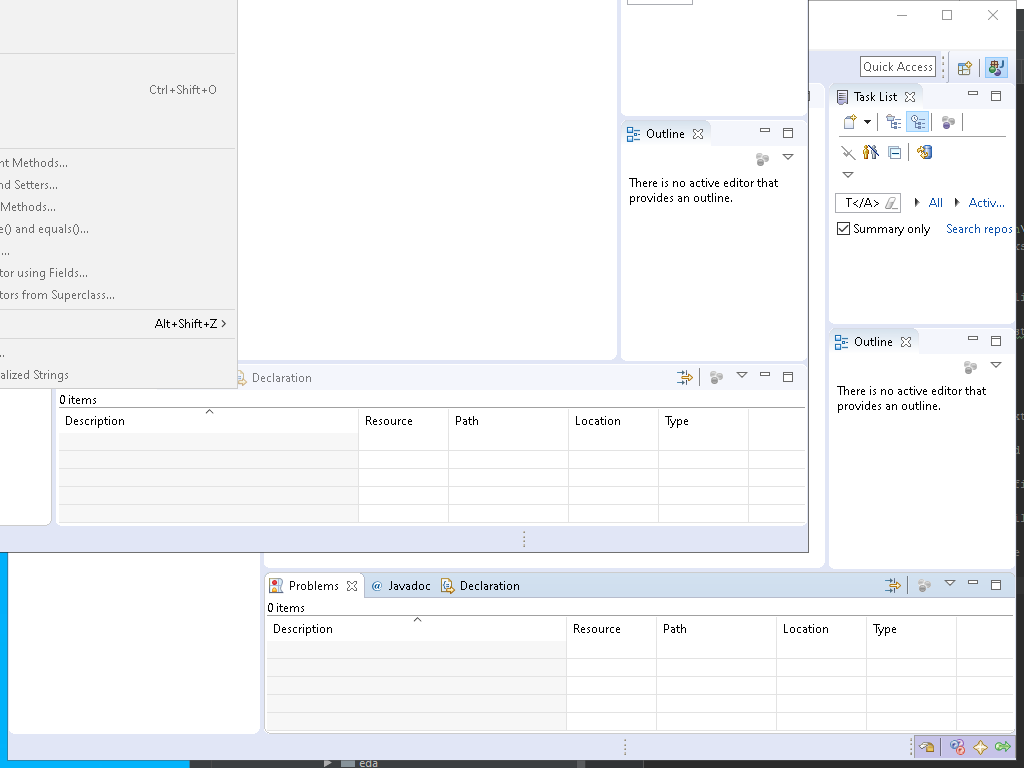 Quick Access
Ctrl+Shift+O
Task List
Outline
nt Methods...
nd Setters...
There is no active editor that
provides an outline.
Methods...
T</A>
All
Activ...
e() and equals()...
Summary only
Search repos
...
tor using Fields...
tors from Superclass...
Alt+Shift+Z
Outline
...
alized Strings
Declaration
There is no active editor that
provides an outline.
0 items
Description
Resource
Path
Location
Type
Problems
@ Javadoc
Declaration
0 items
Description
Resource
Path
Location
Type
eda